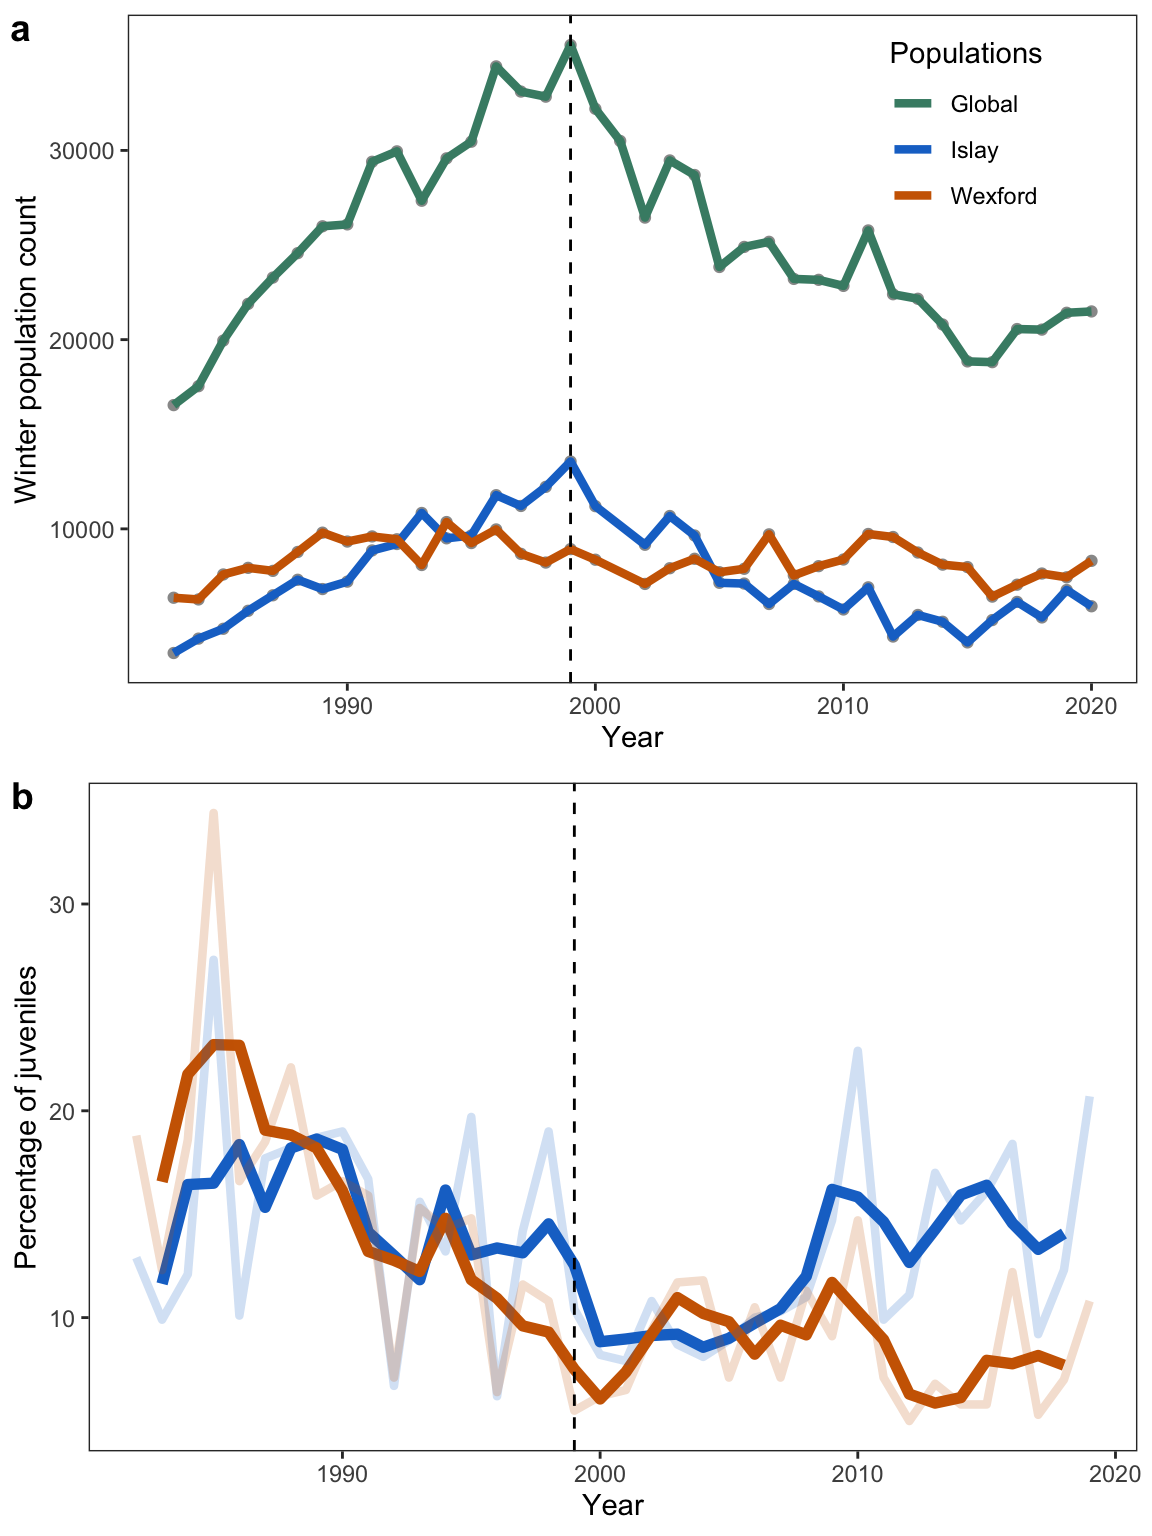 a
Populations
Global
Islay
Wexford
30000
20000
10000
Winter population count
1990
2000
2010
2020
Year
b
30
20
10
Percentage of juveniles
1990
2000
2010
2020
Year